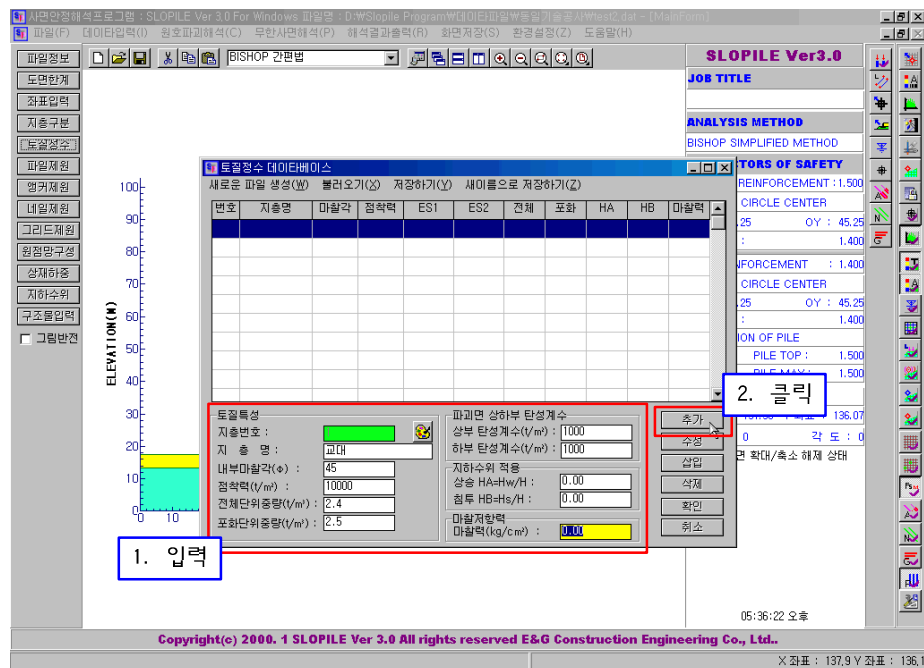 사면안정해석프로그램 : SLOPILE Ver 3.0 For Windows 파일명 : D:\Slopile Program\데이타파일\동일기술공사\test2.dat - [MainForm]
파일(F) 데이타입력(I) 원호파괴해석(C) 무한사면해석(P) 해석결과출력(R) 화면저장(S) 환경설정(Z) 도움말(H)
BISHOP 간편법
파일정보
도면한계
좌표입력
지층구분
토질정수
파일제원
앵커제원
네일제원
그리드제원
원점망구성
상재하중
지하수위
구조물입력
그림반전
ELEVATION(M)
100
90
80
70
60
50
40
30
20
10
0
0 10
토질정수 데이타베이스
새로운 파일 생성(W) 불러오기(X) 저장하기(Y) 새이름으로 저장하기(Z)
번호 지층명 마찰각 점착력 ES1 ES2 전체 포화 HA HB 마찰력
토질특성
지층번호 :
지 층 명 : 교대
내부마찰각(Φ) : 45
점착력(t/m²) : 10000
전체단위중량(t/m³) : 2.4
포화단위중량(t/m³) : 2.5
파괴면 상하부 탄성계수
상부 탄성계수(t/m²) : 1000
하부 탄성계수(t/m²) : 1000
지하수위 적용
상승 HA=Hw/H : 0.00
침투 HB=Hs/H : 0.00
마찰저항력
마찰력(kg/cm²) : 0.00
추가
수정
삽입
삭제
확인
취소
1. 입력
2. 클릭
SLOPILE Ver3.0
JOB TITLE
ANALYSIS METHOD
BISHOP SIMPLIFIED METHOD
TORS OF SAFETY
REINFORCEMENT : 1.500
CIRCLE CENTER
.25 OY : 45.25
: 1.400
NFORCEMENT : 1.400
CIRCLE CENTER
.25 OY : 45.25
: 1.400
ION OF PILE
PILE TOP : 1.500
PILE MAX : 1.500
136.07
0 각 도 : 0
면 확대/축소 해제 상태
05:36:22 오후
Copyright(c) 2000. 1 SLOPILE Ver 3.0 All rights reserved E&G Construction Engineering Co., Ltd..
X 좌표 : 137.9 Y 좌표 : 136.1